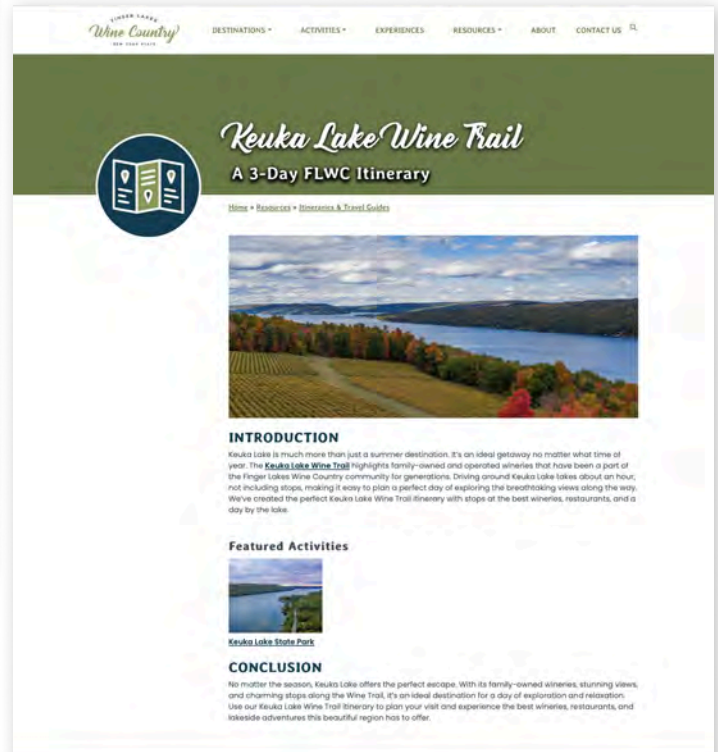 FINGER LAKES
Wine Country
NEW YORK STATE
DESTINATIONS
ACTIVITIES
EXPERIENCES
RESOURCES
ABOUT
CONTACT US
Keuka Lake Wine Trail
A 3-Day FLWC Itinerary
Home » Resources » Itineraries & Travel Guides
INTRODUCTION
Keuka Lake is much more than just a summer destination. It's an ideal getaway no matter what time of
year. The Keuka Lake Wine Trail highlights family-owned and operated wineries that have been a part of
the Finger Lakes Wine Country community for generations. Driving around Keuka Lake takes about an hour,
not including stops, making it easy to plan a perfect day of exploring the breathtaking views along the way.
We've created the perfect Keuka Lake Wine Trail itinerary with stops at the best wineries, restaurants, and a
day by the lake.
Featured Activities
Keuka Lake State Park
CONCLUSION
No matter the season, Keuka Lake offers the perfect escape. With its family-owned wineries, stunning views,
and charming stops along the Wine Trail, it's an ideal destination for a day of exploration and relaxation.
Use our Keuka Lake Wine Trail Itinerary to plan your visit and experience the best wineries, restaurants, and
lakeside adventures this beautiful region has to offer.